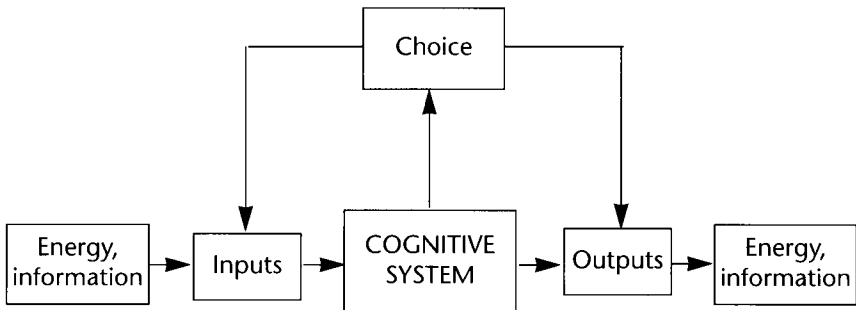 Choice
Energy,
information
Inputs
COGNITIVE
SYSTEM
Outputs
Energy,
information